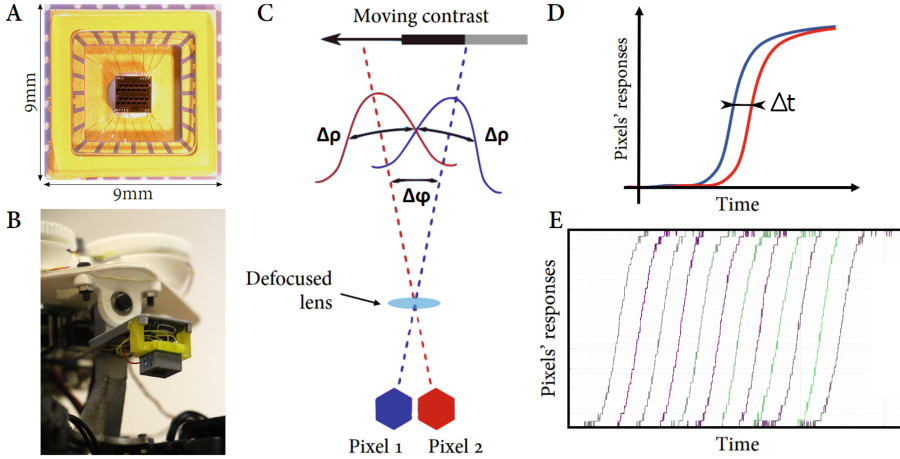 A
9mm
9mm
B
C
Moving contrast
Δρ
Δρ
Δφ
Defocused
lens
Pixel 1
Pixel 2
D
Pixels' responses
Δt
Time
E
Pixels' responses
Time